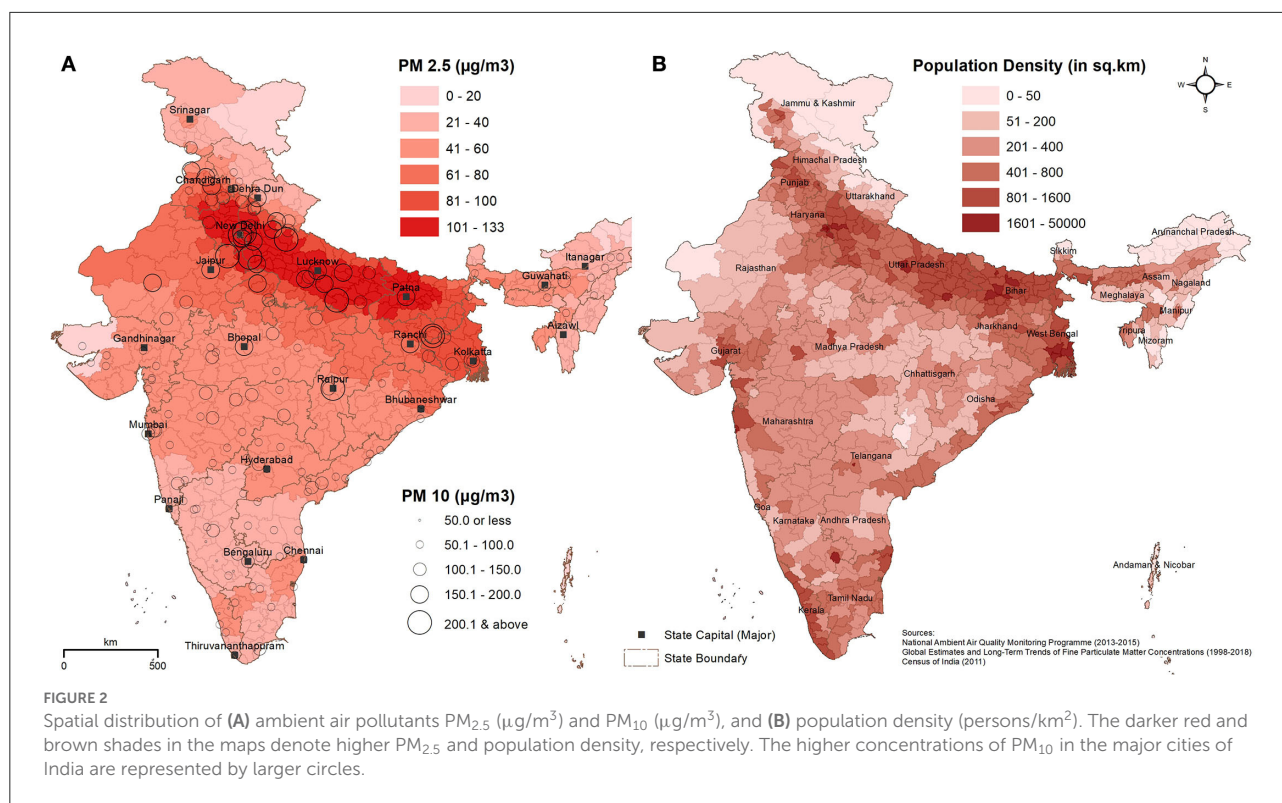 A
PM 2.5 (µg/m3)
0 - 20
21 - 40
41 - 60
61 - 80
81 - 100
101 - 133
Srinagar
Chandigarh
Dehra Dun
New Delhi
Jaipur
Lucknow
Patna
Guwahati
Itanagar
Aizawl
Gandhinagar
Bhopal
Ranchi
Kolkatta
Raipur
Bhubaneshwar
Mumbai
Hyderabad
Panaji
Bengaluru
Chennai
Thiruvananthappram
PM 10 (µg/m3)
50.0 or less
50.1 - 100.0
100.1 - 150.0
150.1 - 200.0
200.1 & above
km
0 500
B
Population Density (in sq.km)
0 - 50
51 - 200
201 - 400
401 - 800
801 - 1600
1601 - 50000
N
W E
S
Jammu & Kashmir
Himachal Pradesh
Punjab
Uttarakhand
Haryana
Rajasthan
Uttar Pradesh
Bihar
Sikkim
Arunanchal Pradesh
Assam
Nagaland
Meghalaya
Manipur
Tripura
Mizoram
Jharkhand
West Bengal
Gujarat
Madhya Pradesh
Chhattisgarh
Odisha
Maharashtra
Telangana
Goa
Karnataka
Andhra Pradesh
Andaman & Nicobar
Kerala
Tamil Nadu
State Capital (Major)
State Boundary
Sources:
National Ambient Air Quality Monitoring Programme (2013-2015)
Global Estimates and Long-Term Trends of Fine Particulate Matter Concentrations (1998-2018)
Census of India (2011)
FIGURE 2
Spatial distribution of (A) ambient air pollutants PM₂.₅ (µg/m³) and PM₁₀ (µg/m³), and (B) population density (persons/km²). The darker red and
brown shades in the maps denote higher PM₂.₅ and population density, respectively. The higher concentrations of PM₁₀ in the major cities of
India are represented by larger circles.